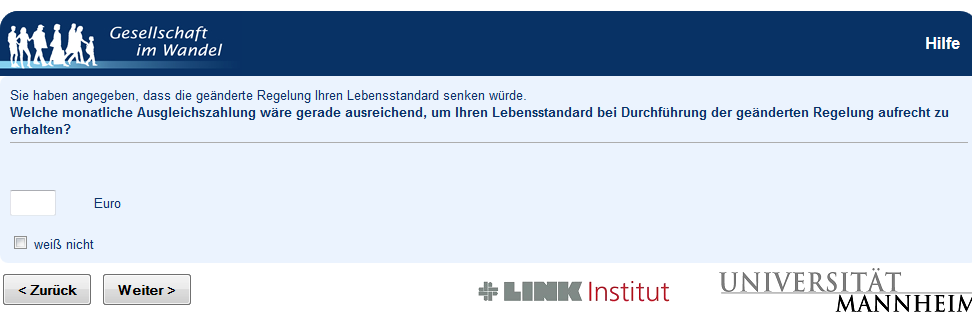 Gesellschaft
im Wandel
Hilfe
Sie haben angegeben, dass die geänderte Regelung Ihren Lebensstandard senken würde.
Welche monatliche Ausgleichszahlung wäre gerade ausreichend, um Ihren Lebensstandard bei Durchführung der geänderten Regelung aufrecht zu
erhalten?
Euro
weiß nicht
< Zurück
Weiter >
LINK Institut
UNIVERSITÄT
MANNHEIM